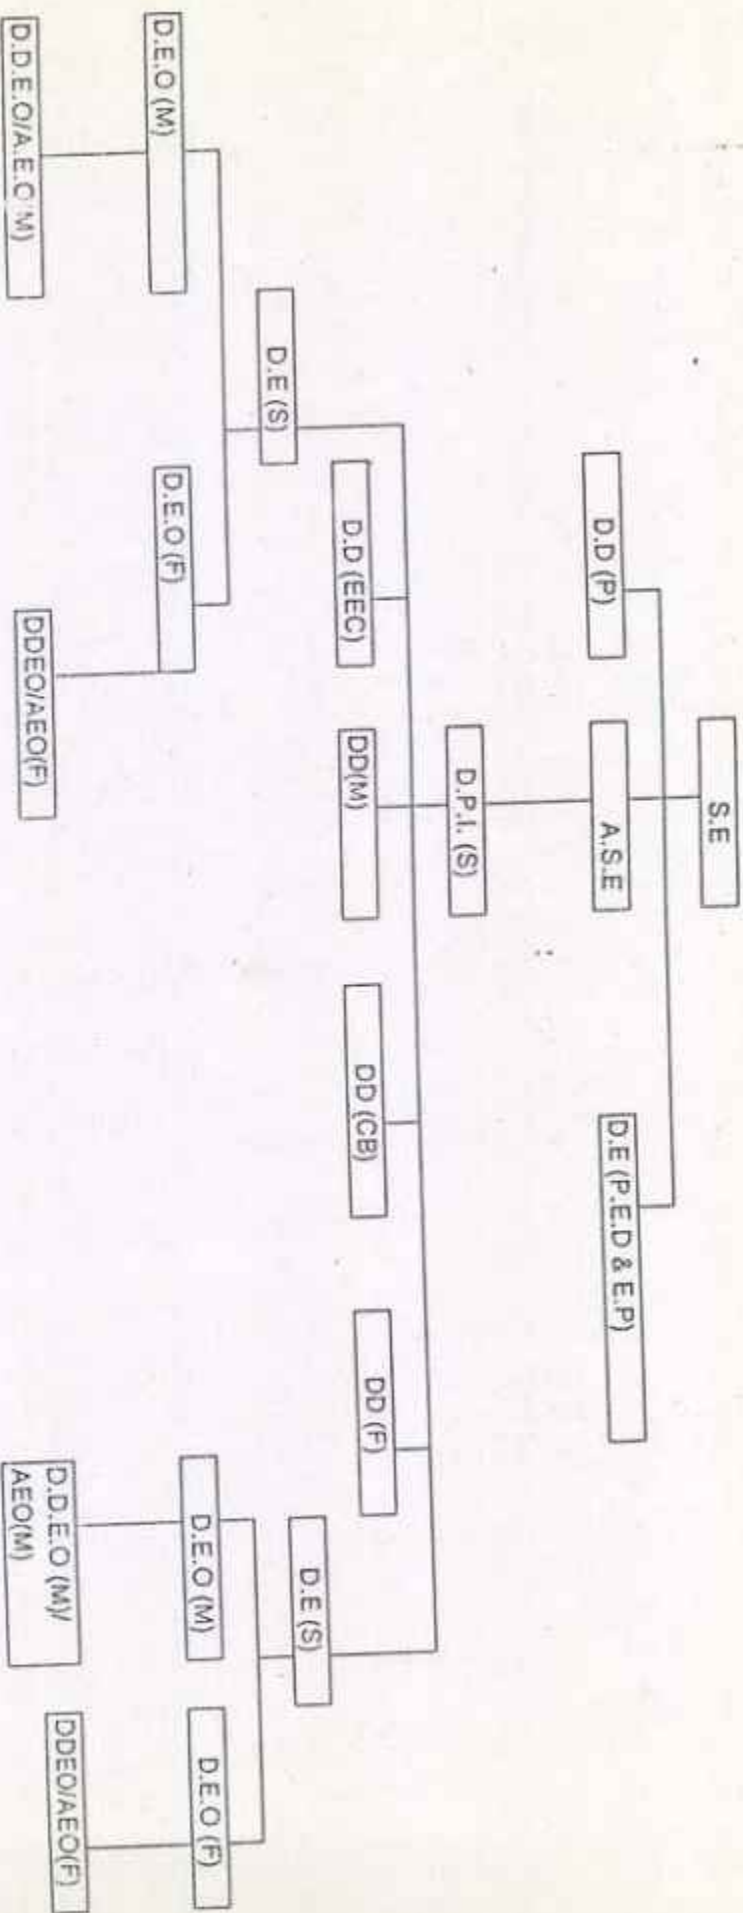 S.E
D.D (P)
A.S.E
D.E (P.E.D & E.P)
D.P.I. (S)
D.D (EEC)
DD(M)
DD (CB)
DD (F)
D.E (S)
D.E (S)
D.E.O (M)
D.E.O (F)
D.E.O (M)
D.E.O (F)
D.D.E.O/A.E.O(M)
DDEO/AEO(F)
D.D.E.O (M)/
AEO(M)
DDEO/AEO(F)